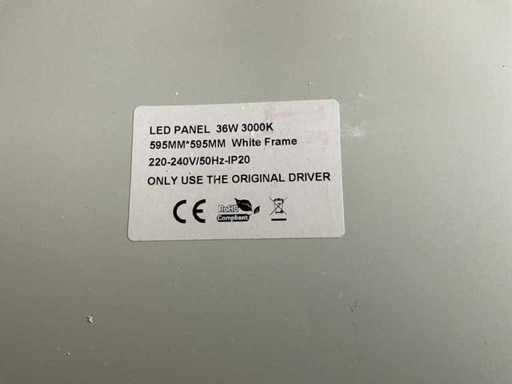 LED PANEL 36W 3000K
595MM*595MM White Frame
220-240V/50Hz-IP20
ONLY USE THE ORIGINAL DRIVER
CE RoHS
Compliant